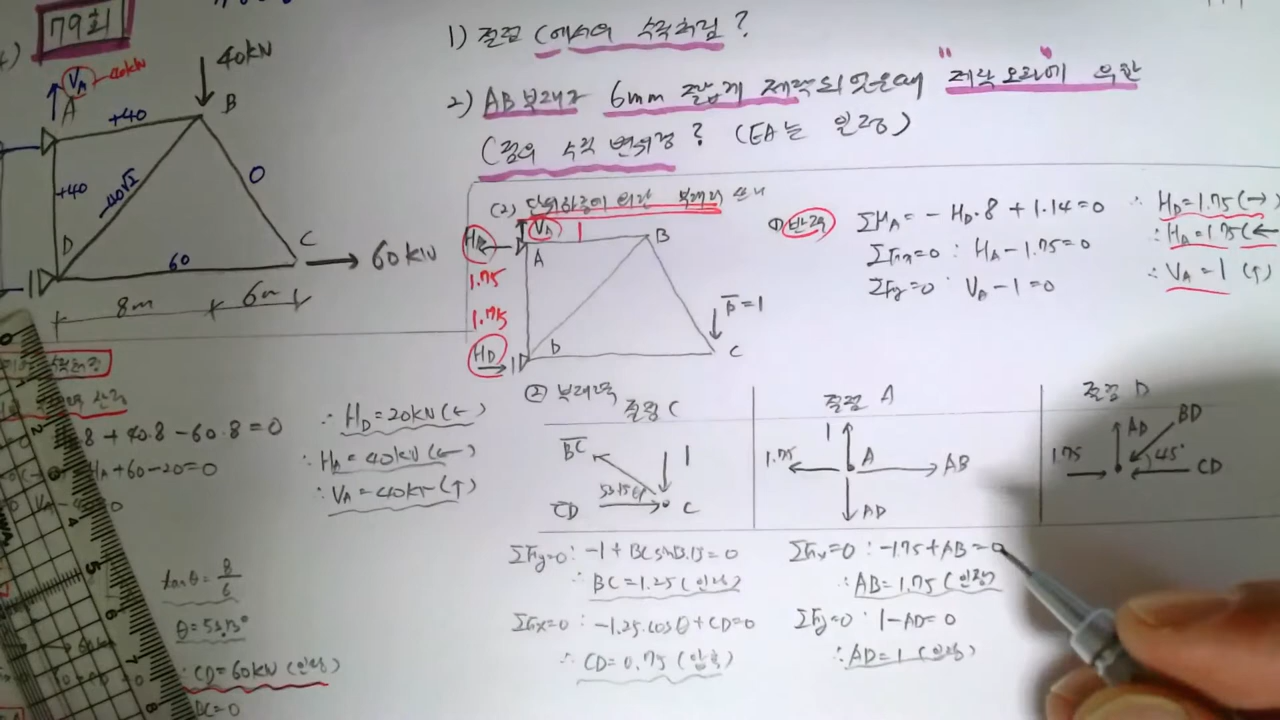 79회
40kN
VA 40kN
A
+40
B
+40
40√2
0
D
60
C
60kN
8m
6m
1) 절점 C에서의 수직처짐?
2) AB부재가 6mm 짧게 제작되었을때 "제작오차"에 의한
C점의 수직변위량? (EA는 일정)
(2) 단위하중에 의한 부재력
HA VA 1 B
A
1.75
1.75
HD D
P=1
C
① 반력
ΣMA = -HD·8 + 1·14 = 0 ∴ HD = 1.75(→)
ΣFx=0 : HA - 1.75 = 0 ∴ HA = 1.75(←
ΣFy=0 VA - 1 = 0 ∴ VA = 1 (↑)
·8 + 40·8 - 60·8 = 0
HA + 60 - 20 = 0
∴ HD = 20kN(←)
∴ HA = 40kN(←)
∴ VA = 40kN(↑)
tanθ = 8/6
θ = 53.13°
∴ CD = 60kN (인장)
BC = 0
② 부재력
절점 C
BC
1
53.13°
CD C
ΣFy=0 : -1 + BC sin53.13 = 0
∴ BC = 1.25 (인장)
ΣFx=0 : -1.25·cosθ + CD = 0
∴ CD = 0.75 (압축)
절점 A
1
1.75 A AB
AD
ΣFx=0 : -1.75 + AB = 0
∴ AB = 1.75 (인장)
ΣFy=0 1 - AD = 0
∴ AD = 1 (인장)
절점 D
AD BD
1.75 45° CD